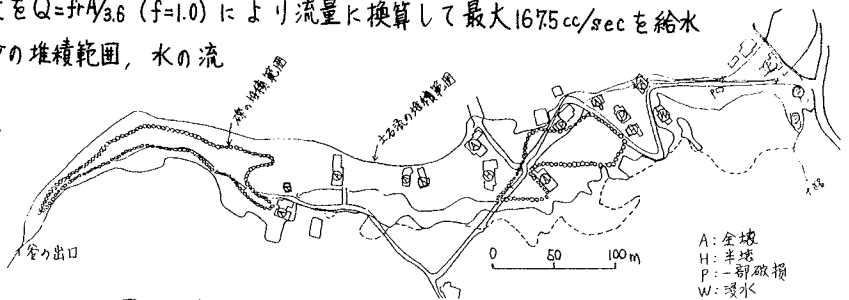 をQ=frA/3.6 (f=1.0) により流量に換算して最大167.5cc/secを給水
の堆積範囲, 水の流
礫の堆積範囲
土石流の堆積範囲
谷の出口
0 50 100m
A: 全壊
H: 半壊
P: 一部破損
W: 浸水